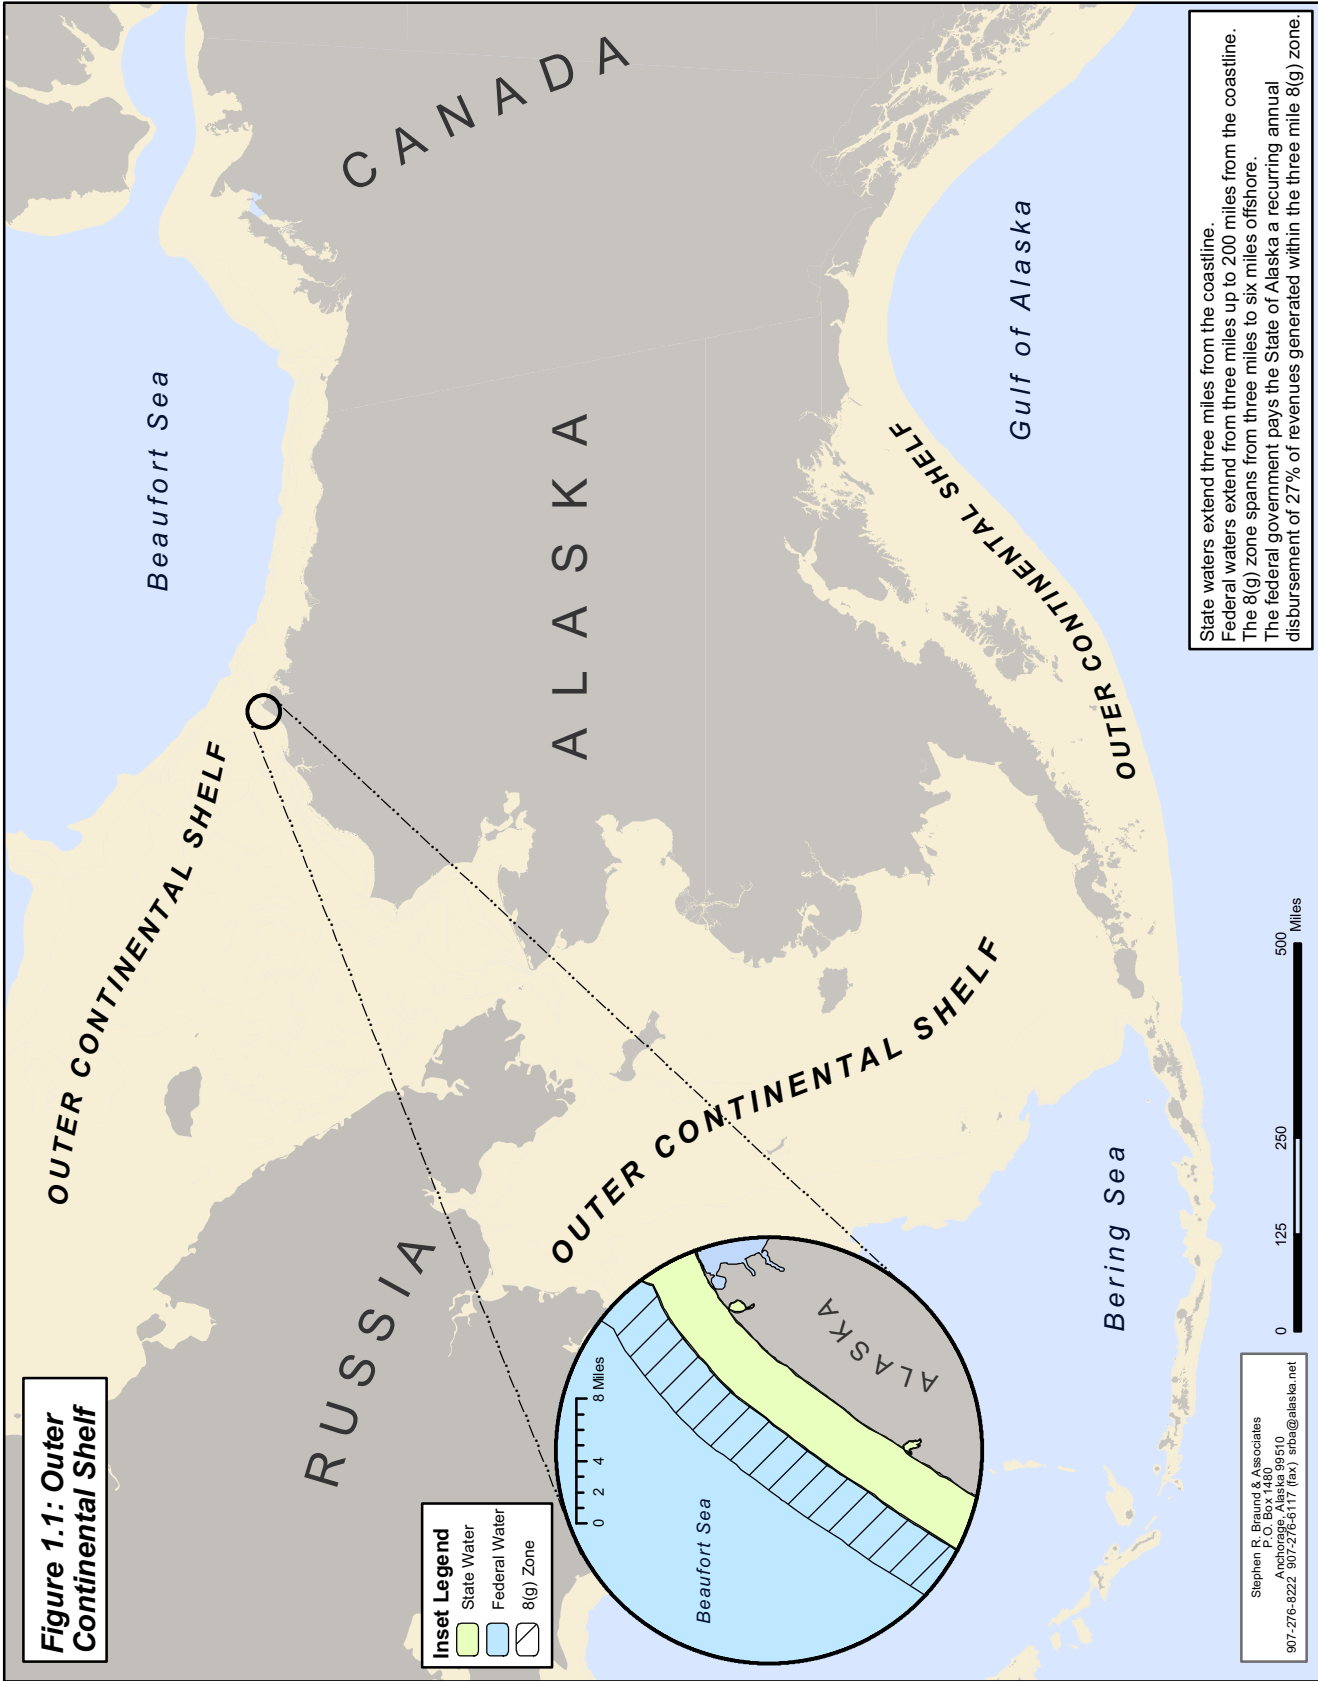 Figure 1.1: Outer
Continental Shelf
OUTER CONTINENTAL SHELF
Beaufort Sea
CANADA
RUSSIA
ALASKA
OUTER CONTINENTAL SHELF
OUTER CONTINENTAL SHELF
Gulf of Alaska
Bering Sea
Inset Legend
State Water
Federal Water
8(g) Zone
0 2 4 8 Miles
Beaufort Sea
ALASKA
Stephen R. Braund & Associates
P.O. Box 1480
Anchorage, Alaska 99510
907-276-8222 907-276-6117 (fax) srba@alaska.net
0 125 250 500
Miles
State waters extend three miles from the coastline.
Federal waters extend from three miles up to 200 miles from the coastline.
The 8(g) zone spans from three miles to six miles offshore.
The federal government pays the State of Alaska a recurring annual
disbursement of 27% of revenues generated within the three mile 8(g) zone.